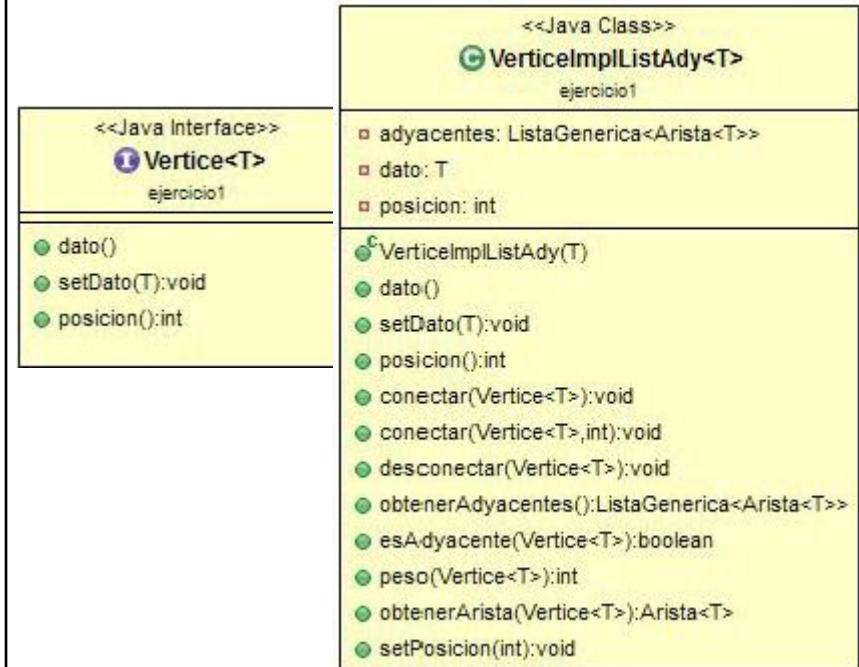 <<Java Interface>>
I Vertice<T>
ejercicio1
dato()
setDato(T):void
posicion():int
<<Java Class>>
G VerticeImplListAdy<T>
ejercicio1
adyacentes: ListaGenerica<Arista<T>>
dato: T
posicion: int
C VerticeImplListAdy(T)
dato()
setDato(T):void
posicion():int
conectar(Vertice<T>):void
conectar(Vertice<T>,int):void
desconectar(Vertice<T>):void
obtenerAdyacentes():ListaGenerica<Arista<T>>
esAdyacente(Vertice<T>):boolean
peso(Vertice<T>):int
obtenerArista(Vertice<T>):Arista<T>
setPosicion(int):void